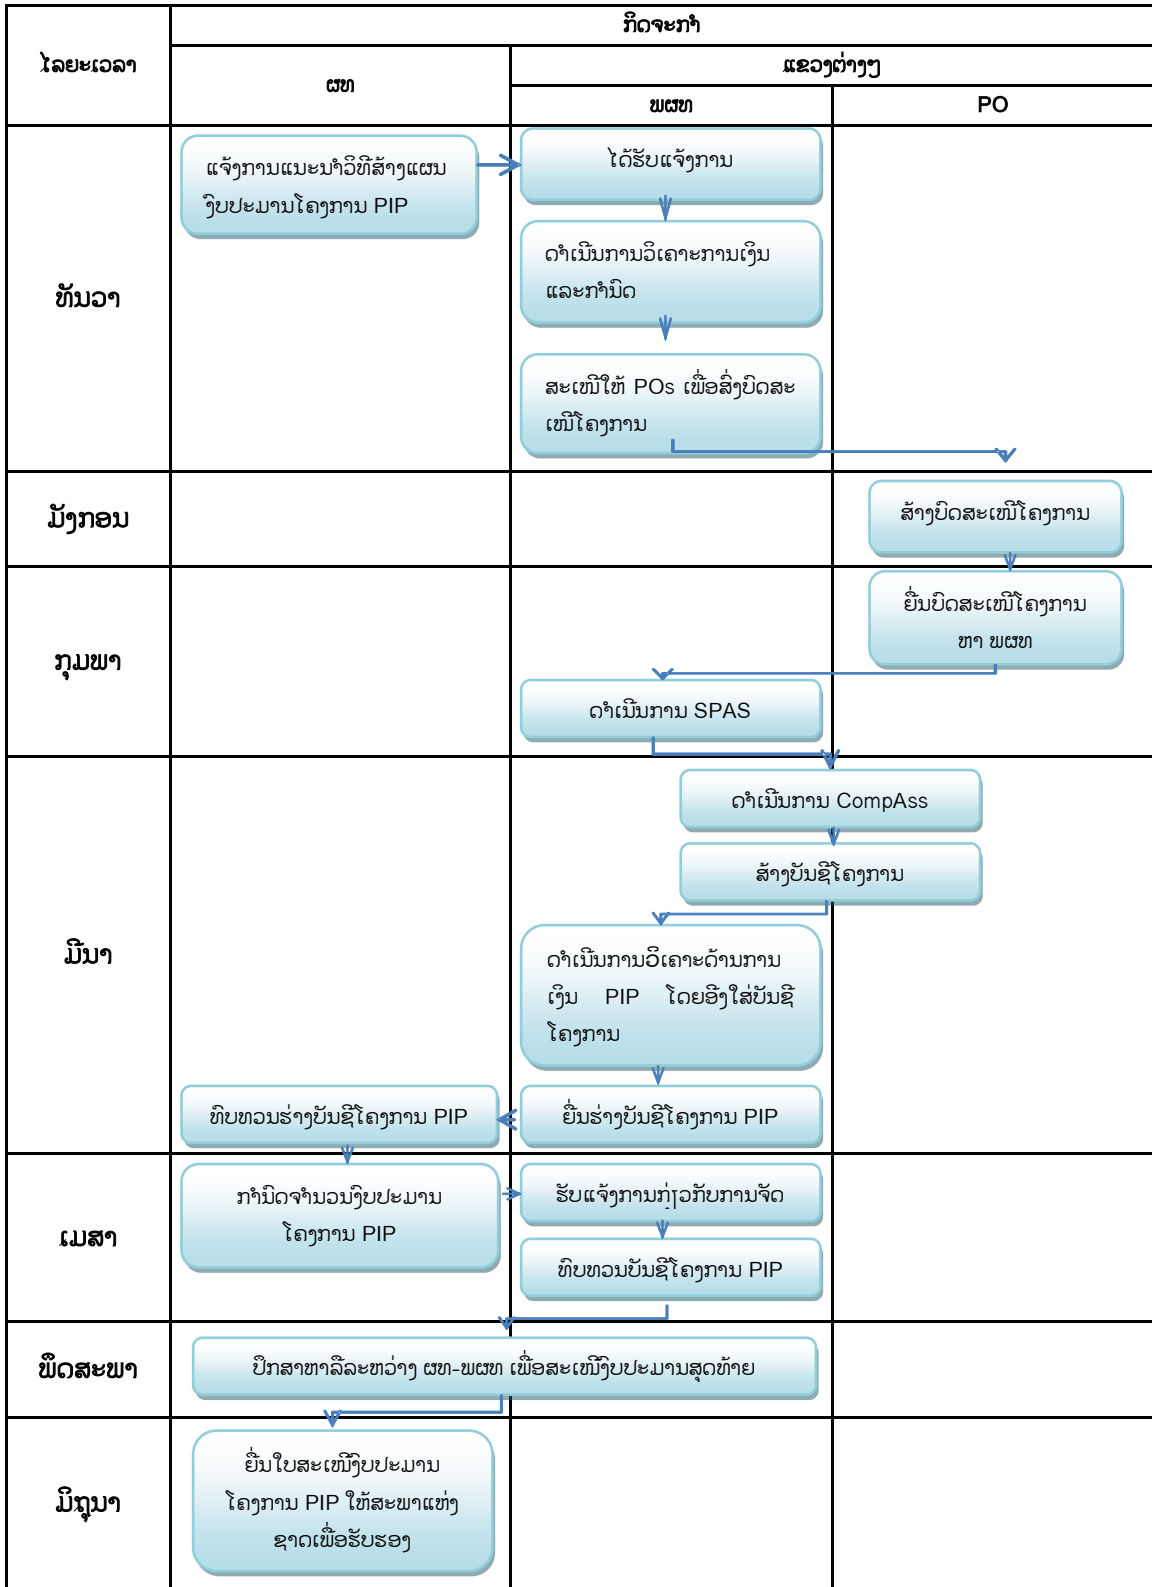 ກິດຈະກຳ
ໄລຍະເວລາ
ຜທ
ແຂວງຕ່າງໆ
ພຜທ
PO
ທັນວາ
ແຈ້ງການແນະນຳວິທີສ້າງແຜນ
ງົບປະມານໂຄງການ PIP
ໄດ້ຮັບແຈ້ງການ
ດຳເນີນການວິເຄາະການເງິນ
ແລະກຳນົດ
ສະເໜີໃຫ້ POs ເພື່ອສົ່ງບົດສະ
ເໜີໂຄງການ
ມັງກອນ
ສ້າງບົດສະເໜີໂຄງການ
ກຸມພາ
ຍື່ນບົດສະເໜີໂຄງການ
ຫາ ພຜທ
ດຳເນີນການ SPAS
ມີນາ
ດຳເນີນການ CompAss
ສ້າງບັນຊີໂຄງການ
ດຳເນີນການວິເຄາະດ້ານການ
ເງິນ PIP ໂດຍອີງໃສ່ບັນຊີ
ໂຄງການ
ທົບທວນຮ່າງບັນຊີໂຄງການ PIP
ຍື່ນຮ່າງບັນຊີໂຄງການ PIP
ເມສາ
ກຳນົດຈຳນວນງົບປະມານ
ໂຄງການ PIP
ຮັບແຈ້ງການກ່ຽວກັບການຈັດ
ທົບທວນບັນຊີໂຄງການ PIP
ພຶດສະພາ
ປຶກສາຫາລືລະຫວ່າງ ຜທ-ພຜທ ເພື່ອສະເໜີງົບປະມານສຸດທ້າຍ
ມິຖຸນາ
ຍື່ນໃບສະເໜີງົບປະມານ
ໂຄງການ PIP ໃຫ້ສະພາແຫ່ງ
ຊາດເພື່ອຮັບຮອງ